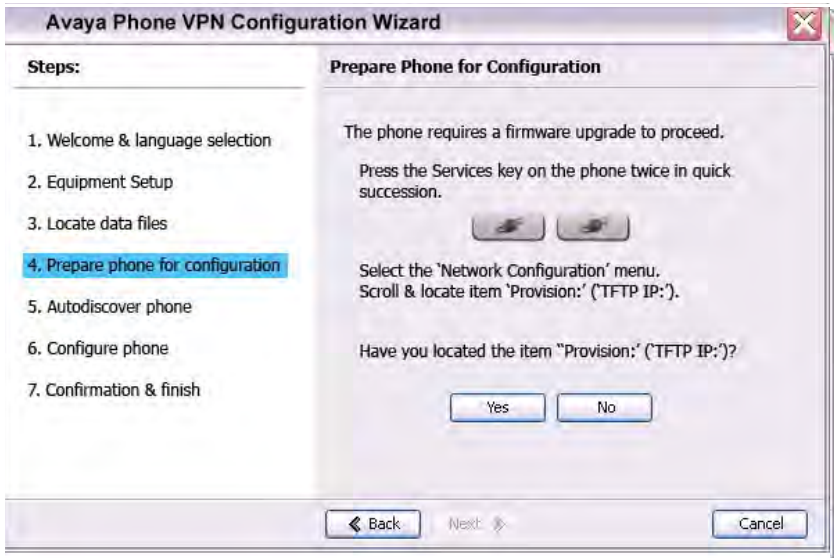 Avaya Phone VPN Configuration Wizard
Steps:
1. Welcome & language selection
2. Equipment Setup
3. Locate data files
4. Prepare phone for configuration
5. Autodiscover phone
6. Configure phone
7. Confirmation & finish
Prepare Phone for Configuration
The phone requires a firmware upgrade to proceed.
Press the Services key on the phone twice in quick
succession.
Select the ‘Network Configuration’ menu.
Scroll & locate item ‘Provision:’ (‘TFTP IP:’).
Have you located the item “Provision:’ (‘TFTP IP:’)?
Yes No
Back Next Cancel